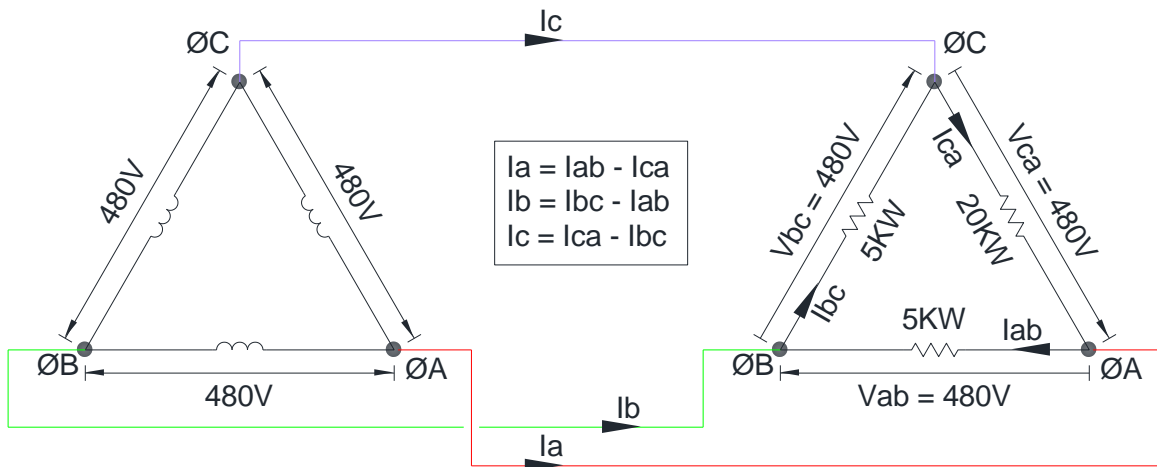 Ic
ØC
ØC
480V
480V
Ia = Iab - Ica
Ib = Ibc - Iab
Ic = Ica - Ibc
Vbc = 480V
5KW
Ibc
Ica
20KW
Vca = 480V
5KW
Iab
ØB
ØA
480V
ØB
ØA
Vab = 480V
Ib
Ia